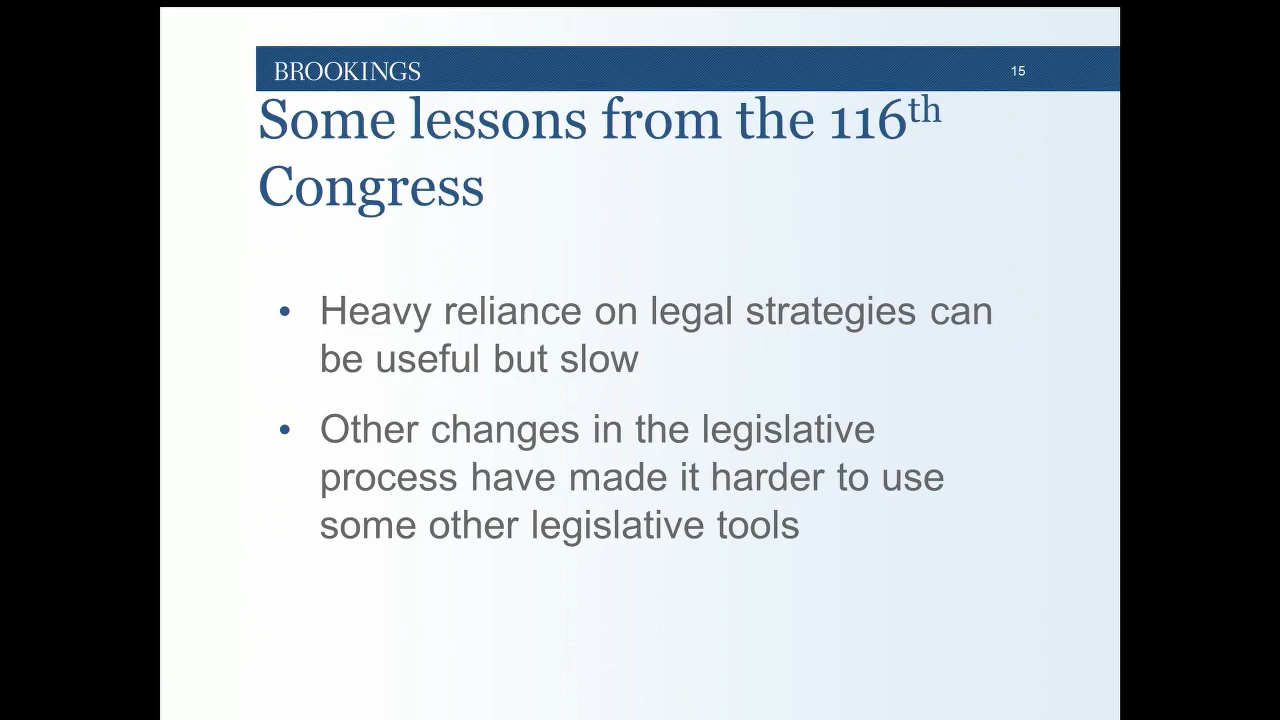 BROOKINGS 15
Some lessons from the 116th
Congress
• Heavy reliance on legal strategies can
be useful but slow
• Other changes in the legislative
process have made it harder to use
some other legislative tools